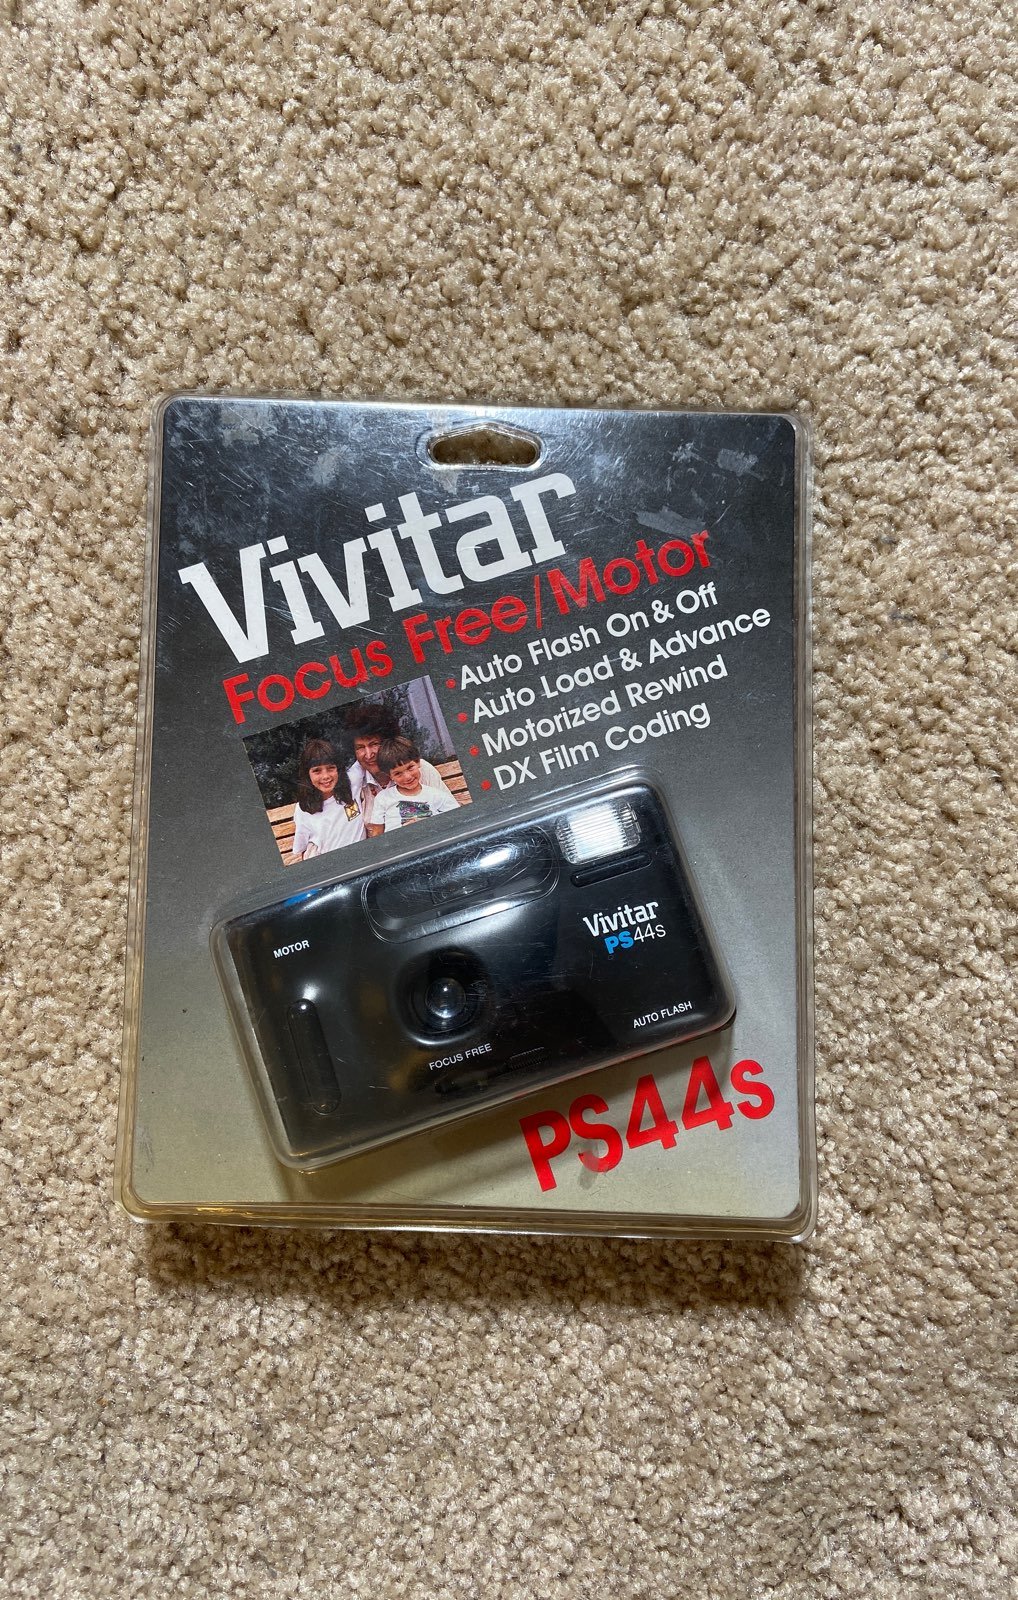 Vivitar
Focus Free/Motor
• Auto Flash On & Off
• Auto Load & Advance
• Motorized Rewind
• DX Film Coding
Vivitar
PS44s
MOTOR
AUTO FLASH
FOCUS FREE
PS44s